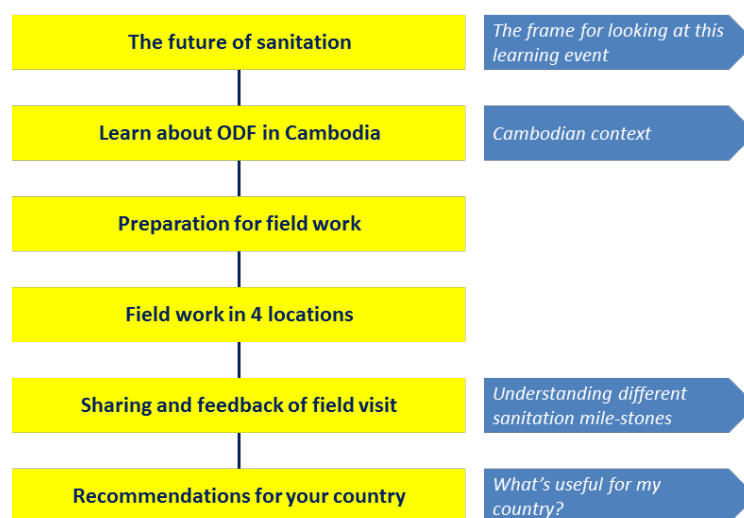 The future of sanitation
The frame for looking at this
learning event
Learn about ODF in Cambodia
Cambodian context
Preparation for field work
Field work in 4 locations
Sharing and feedback of field visit
Understanding different
sanitation mile-stones
Recommendations for your country
What's useful for my
country?